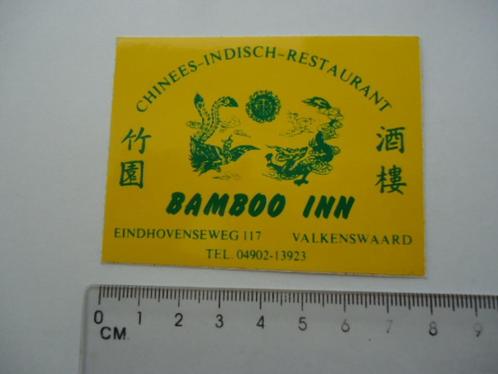 CHINEES-INDISCH-RESTAURANT
竹園
酒樓
BAMBOO INN
EINDHOVENSEWEG 117 VALKENSWAARD
TEL. 04902-13923
0 1 2 3 4 5 6 7 8 9
CM